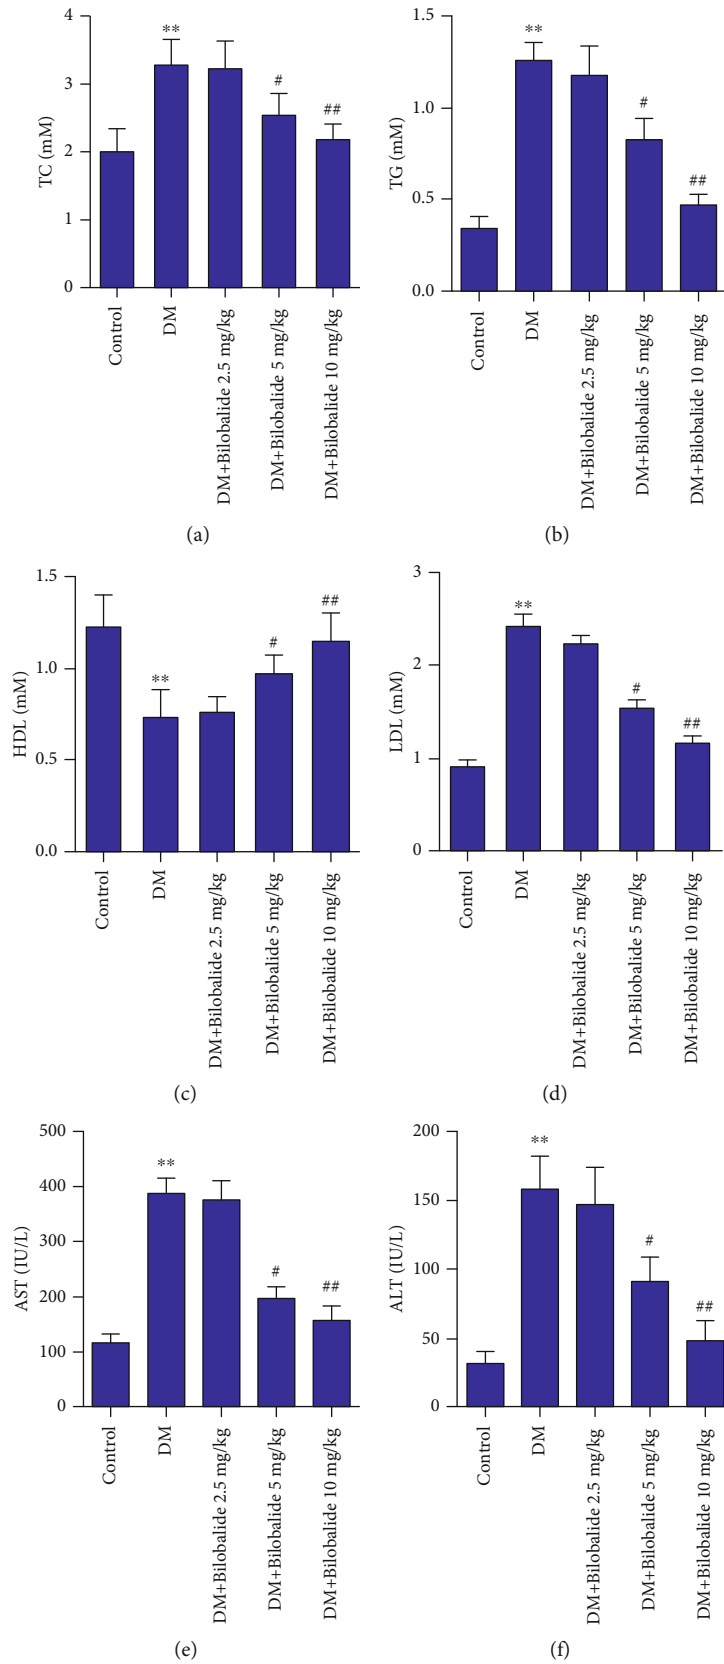 4
3
2
1
0
TC (mM)
**
#
##
Control
DM
DM+Bilobalide 2.5 mg/kg
DM+Bilobalide 5 mg/kg
DM+Bilobalide 10 mg/kg
(a)
1.5
1.0
0.5
0.0
TG (mM)
**
#
##
Control
DM
DM+Bilobalide 2.5 mg/kg
DM+Bilobalide 5 mg/kg
DM+Bilobalide 10 mg/kg
(b)
1.5
1.0
0.5
0.0
HDL (mM)
**
#
##
Control
DM
DM+Bilobalide 2.5 mg/kg
DM+Bilobalide 5 mg/kg
DM+Bilobalide 10 mg/kg
(c)
3
2
1
0
LDL (mM)
**
#
##
Control
DM
DM+Bilobalide 2.5 mg/kg
DM+Bilobalide 5 mg/kg
DM+Bilobalide 10 mg/kg
(d)
500
400
300
200
100
0
AST (IU/L)
**
#
##
Control
DM
DM+Bilobalide 2.5 mg/kg
DM+Bilobalide 5 mg/kg
DM+Bilobalide 10 mg/kg
(e)
200
150
100
50
0
ALT (IU/L)
**
#
##
Control
DM
DM+Bilobalide 2.5 mg/kg
DM+Bilobalide 5 mg/kg
DM+Bilobalide 10 mg/kg
(f)